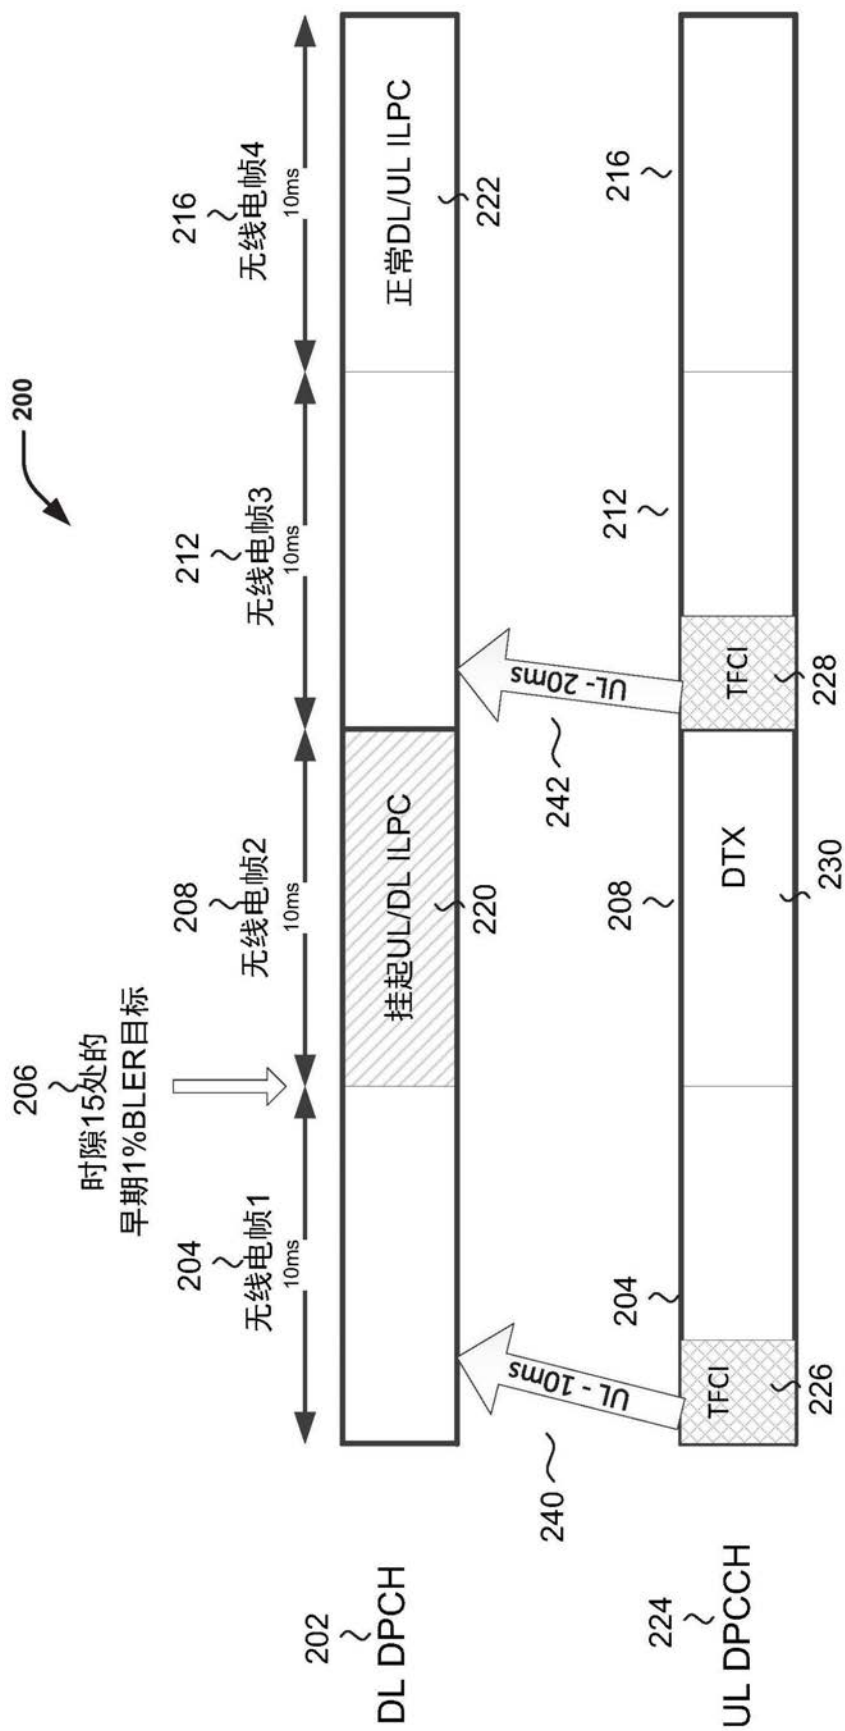 200
206
时隙15处的
早期1%BLER目标
204
无线电帧1
10ms
208
无线电帧2
10ms
212
无线电帧3
10ms
216
无线电帧4
10ms
202
DL DPCH
挂起UL/DL ILPC
220
正常DL/UL ILPC
222
240
UL - 10ms
242
UL - 20ms
224
UL DPCCH
204
208
212
216
TFCI
226
DTX
230
TFCI
228